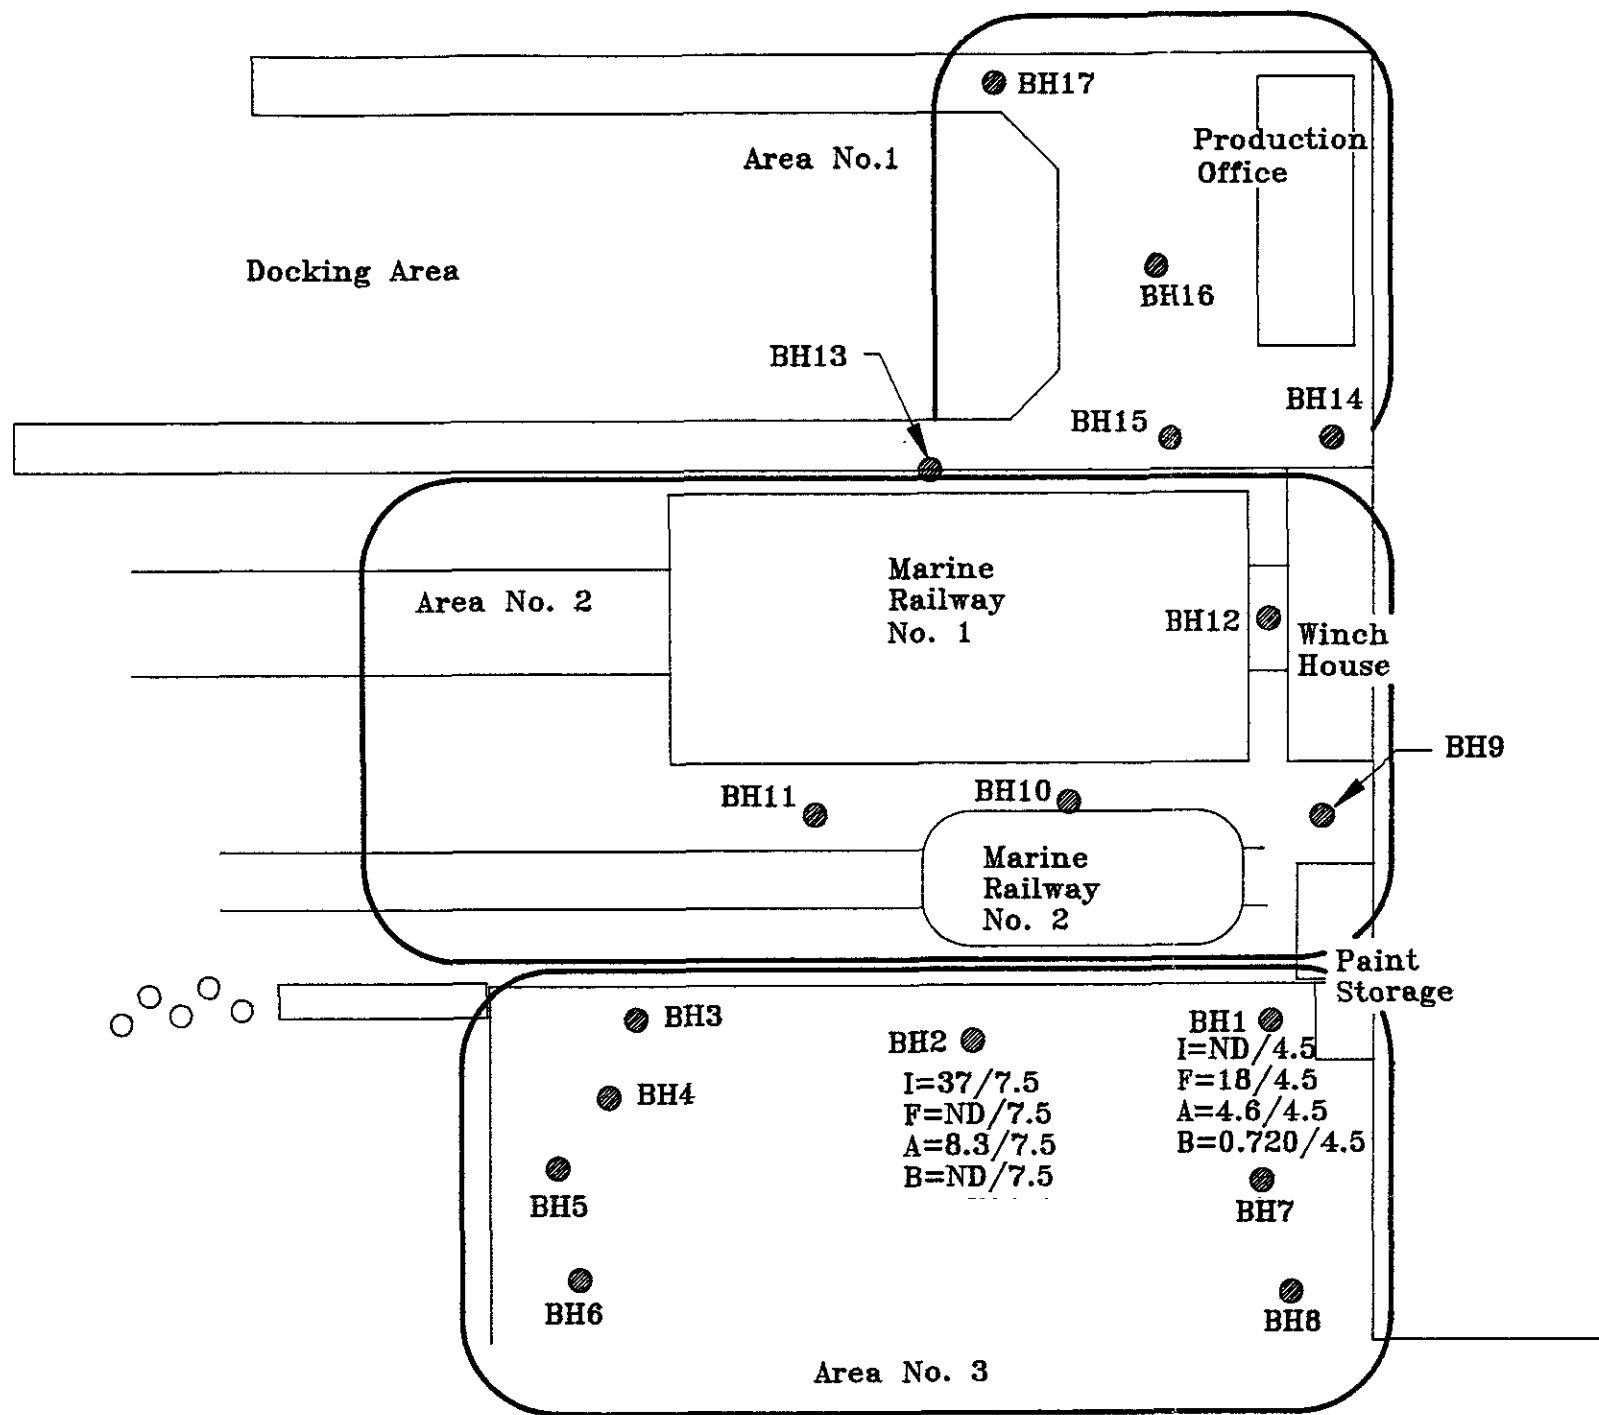 BH17
Area No.1
Production
Office
Docking Area
BH16
BH13
BH14
BH15
Marine
Railway
No. 1
Area No. 2
BH12
Winch
House
BH9
BH11
BH10
Marine
Railway
No. 2
Paint
Storage
BH3
BH4
BH5
BH6
BH2
I=37/7.5
F=ND/7.5
A=8.3/7.5
B=ND/7.5
BH1
I=ND/4.5
F=18/4.5
A=4.6/4.5
B=0.720/4.5
BH7
BH8
Area No. 3